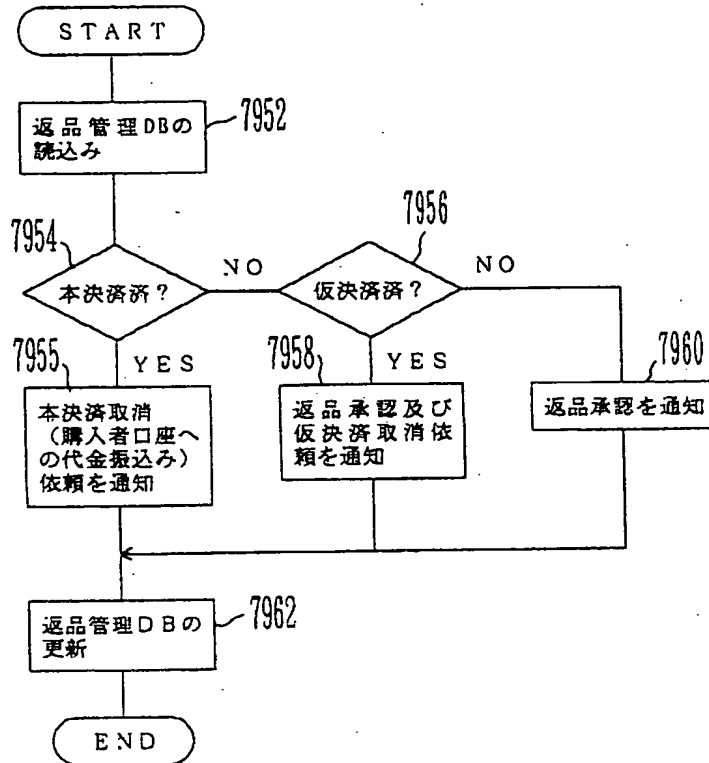 START
返品管理DBの
読込み
7952
7954
本決済済？
NO
7956
仮決済済？
NO
7955
YES
本決済取消
（購入者口座へ
の代金振込み）
依頼を通知
7958
YES
返品承認及び
仮決済取消依
頼を通知
7960
返品承認を通知
返品管理DBの
更新
7962
END